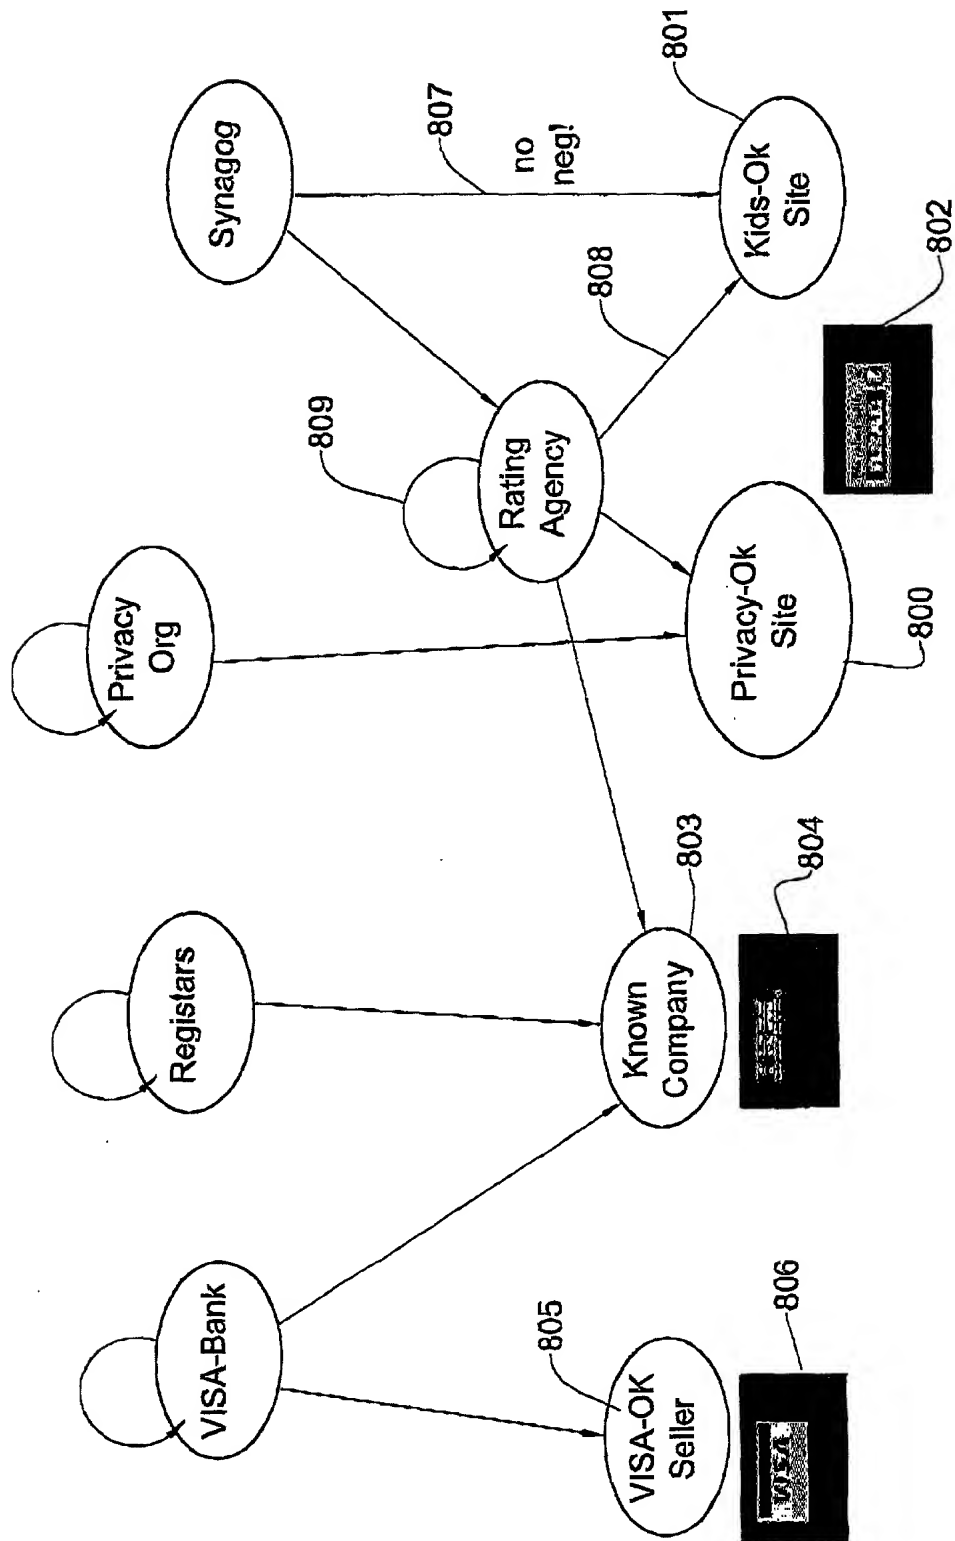 Privacy
Org
Registars
VISA-Bank
Synagog
809
Rating
Agency
807
no
neg!
808
805
VISA-OK
Seller
806
Known
Company
803
804
Privacy-Ok
Site
800
Kids-Ok
Site
801
802
VISA